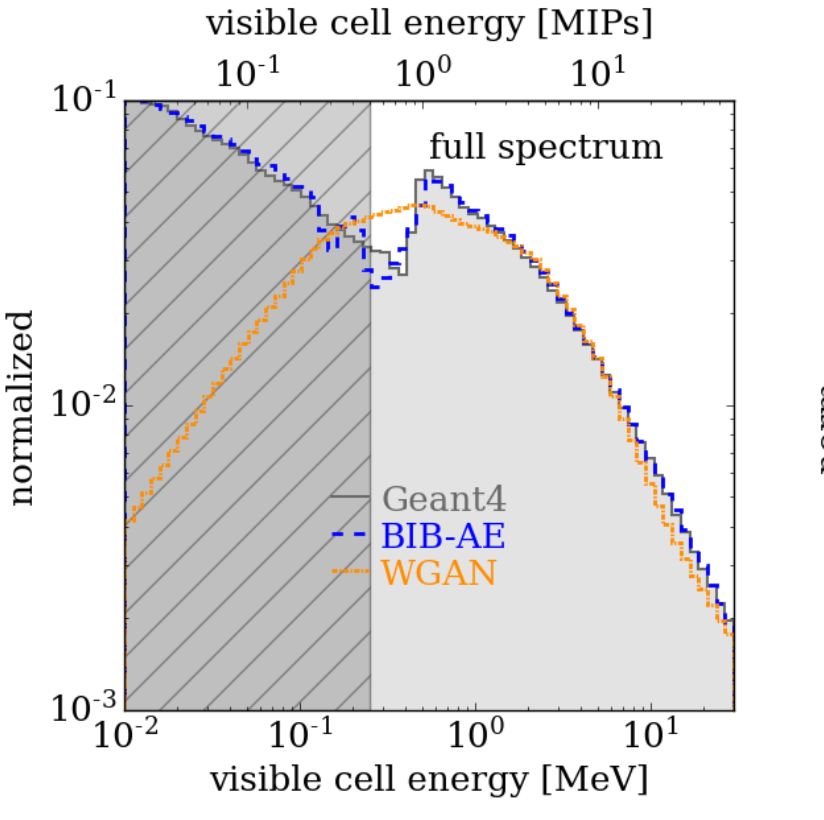 visible cell energy [MIPs]
10⁻¹ 10⁰ 10¹
10⁻¹
full spectrum
normalized
10⁻²
Geant4
BIB-AE
WGAN
10⁻³
10⁻² 10⁻¹ 10⁰ 10¹
visible cell energy [MeV]